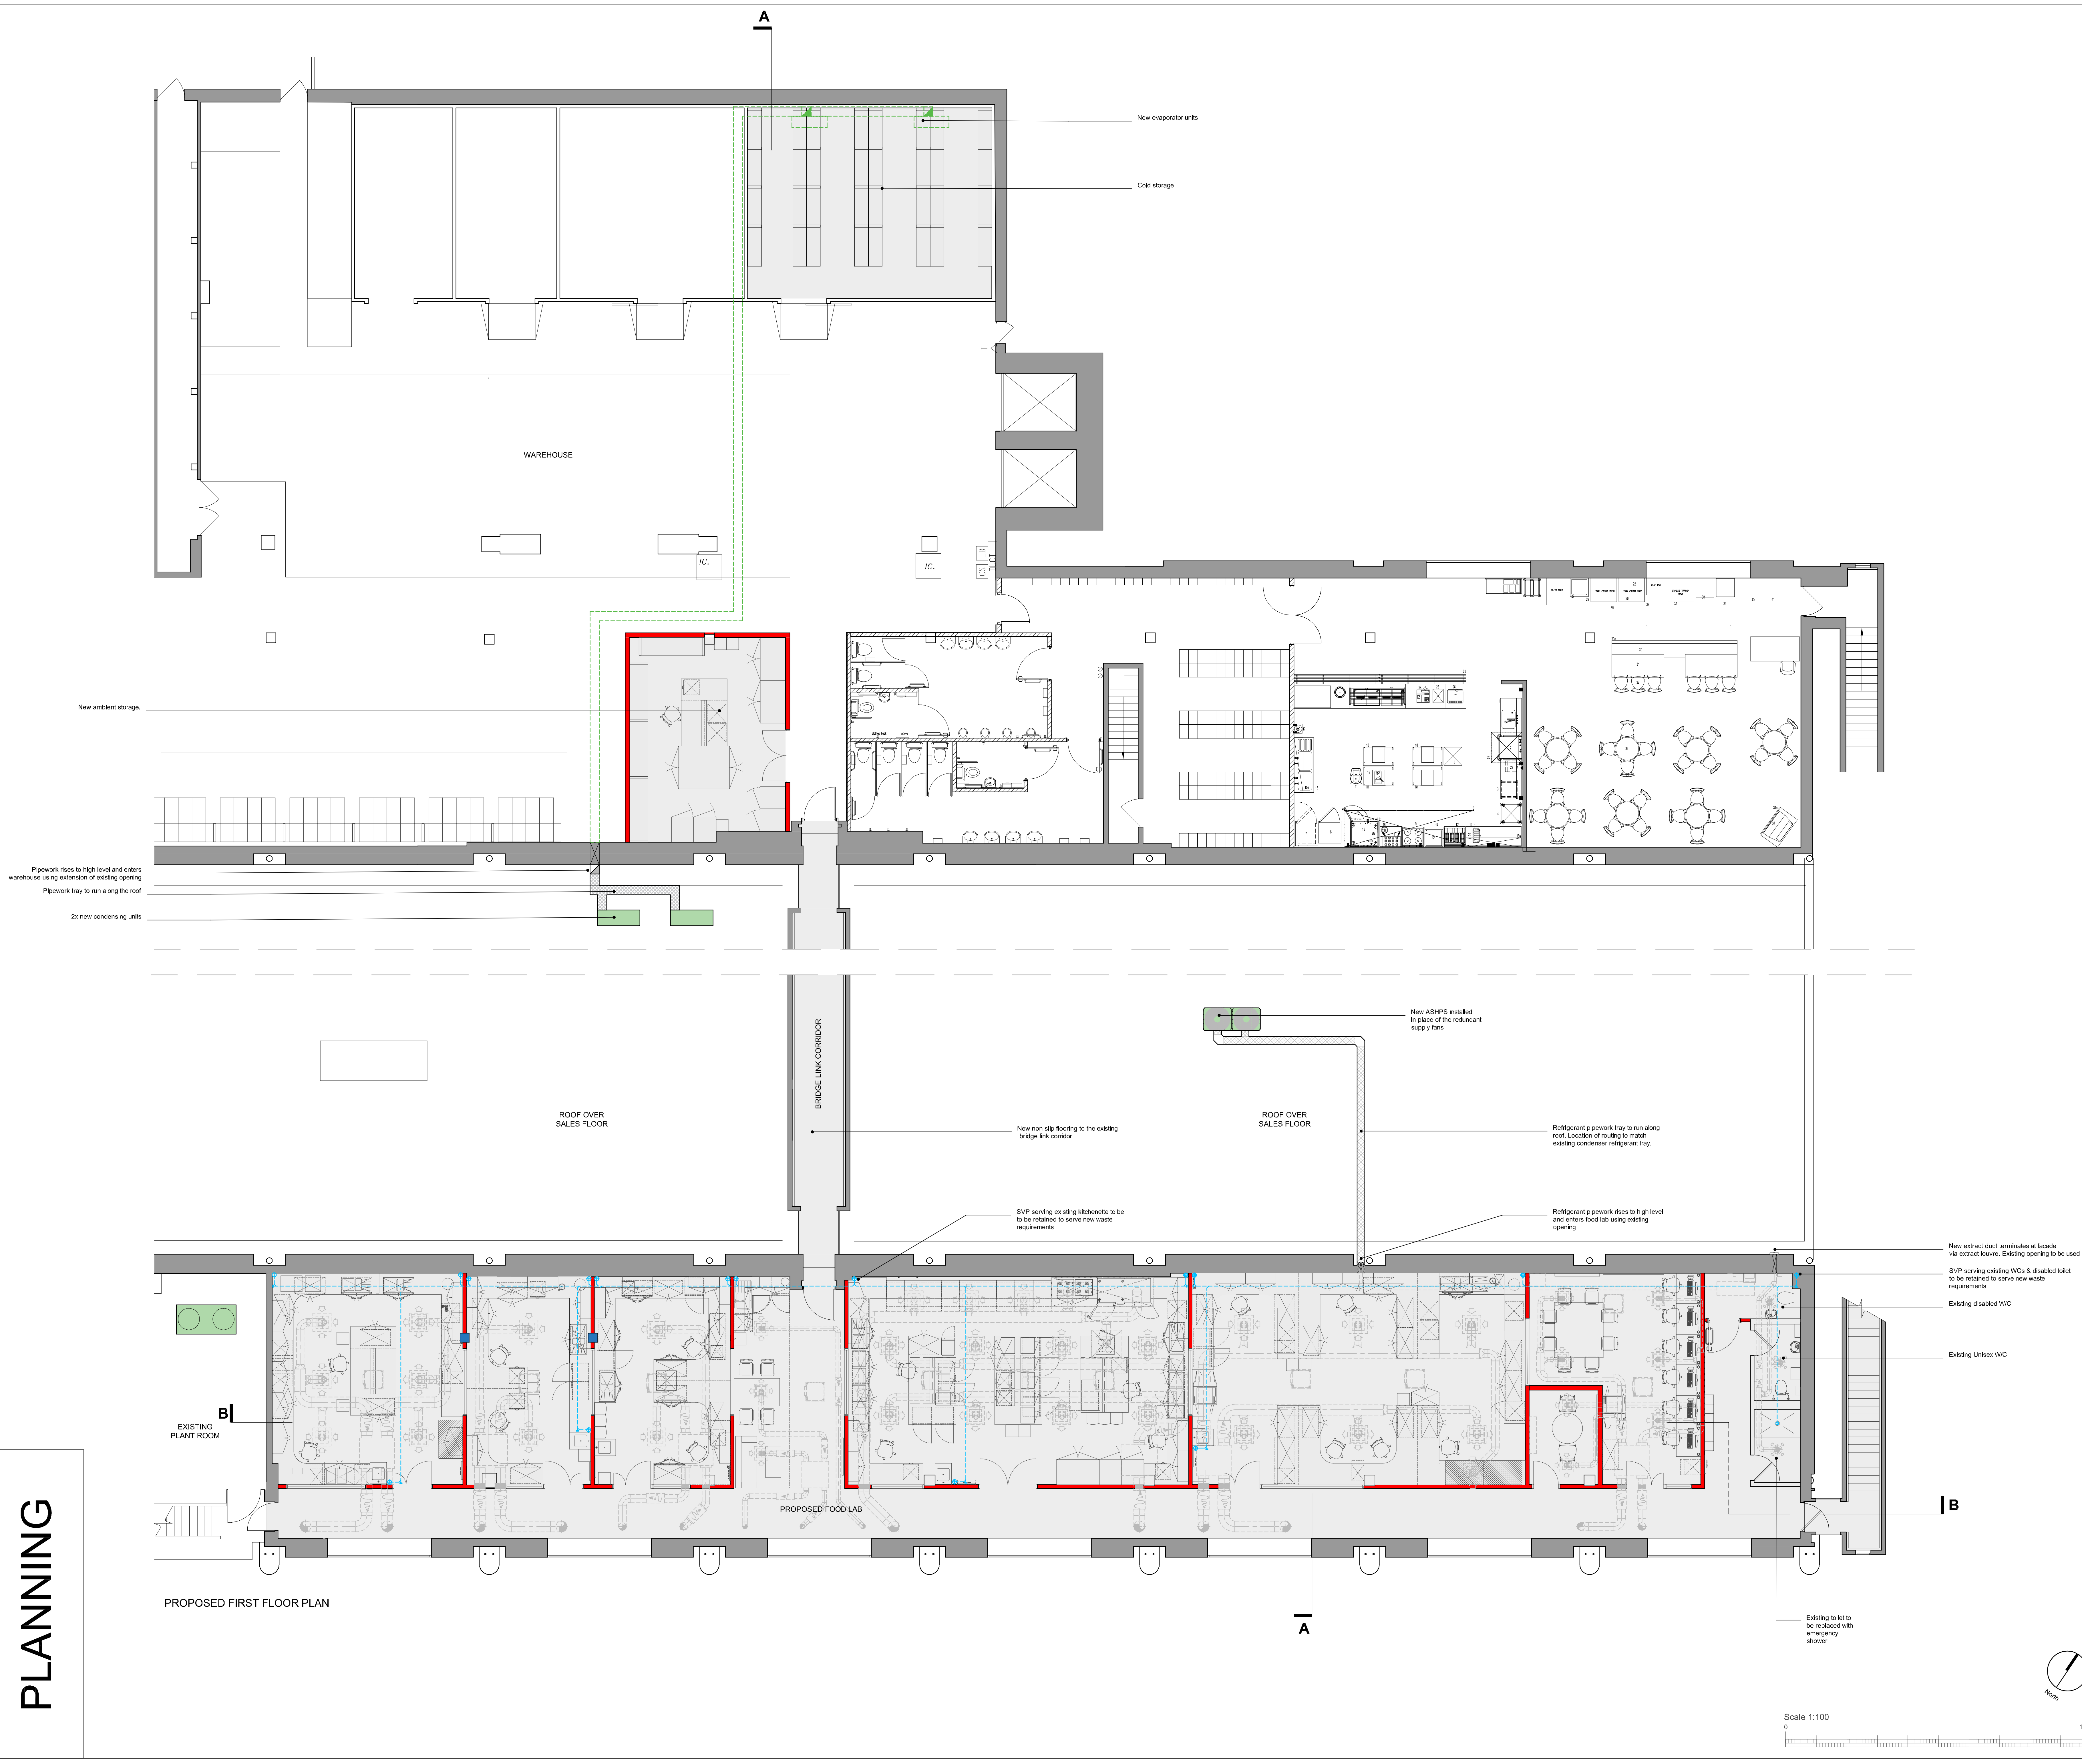 A
New evaporator units
Cold storage.
WAREHOUSE
IC.
IC.
CS
LB
New ambient storage.
Pipework rises to high level and enters
warehouse using extension of existing opening
Pipework tray to run along the roof
2x new condensing units
New ASHPS installed
in place of the redundant
supply fans
BRIDGE LINK CORRIDOR
ROOF OVER
SALES FLOOR
ROOF OVER
SALES FLOOR
New non slip flooring to the existing
bridge link corridor
Refrigerant pipework tray to run along
roof. Location of routing to match
existing condenser refrigerant tray.
SVP serving existing kitchenette to be
to be retained to serve new waste
requirements
Refrigerant pipework rises to high level
and enters food lab using existing
opening
New extract duct terminates at facade
via extract louvre. Existing opening to be used
SVP serving existing WCs & disabled toilet
to be retained to serve new waste
requirements
Existing disabled W/C
Existing Unisex W/C
B
EXISTING
PLANT ROOM
PROPOSED FOOD LAB
B
PROPOSED FIRST FLOOR PLAN
A
Existing toilet to
be replaced with
emergency
shower
PLANNING
North
Scale 1:100
0
1